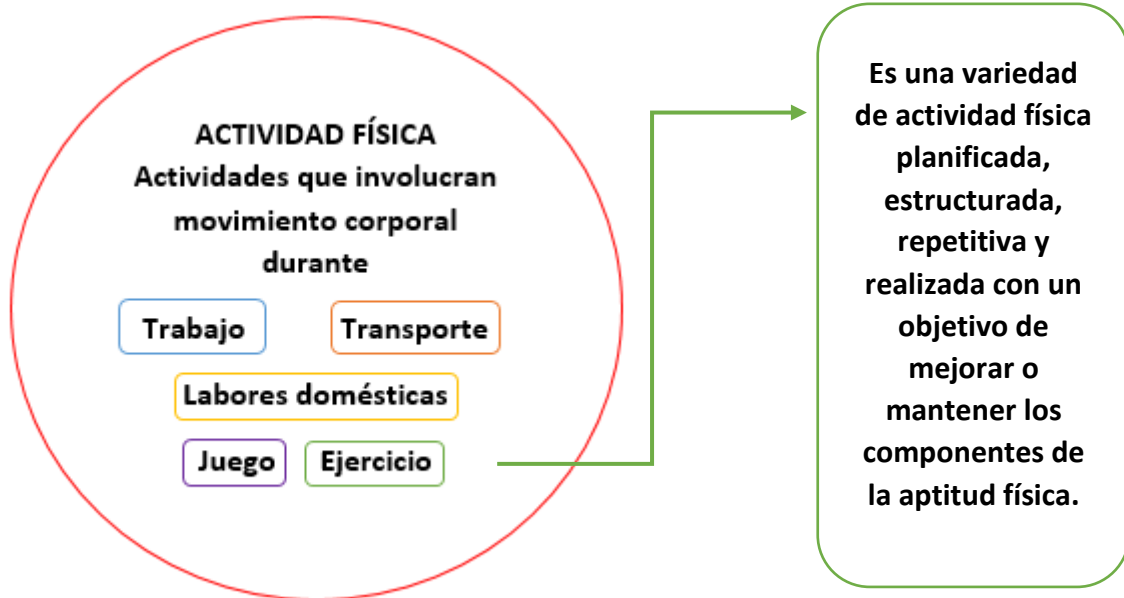 ACTIVIDAD FÍSICA
Actividades que involucran
movimiento corporal
durante
Trabajo
Transporte
Labores domésticas
Juego
Ejercicio
Es una variedad
de actividad física
planificada,
estructurada,
repetitiva y
realizada con un
objetivo de
mejorar o
mantener los
componentes de
la aptitud física.